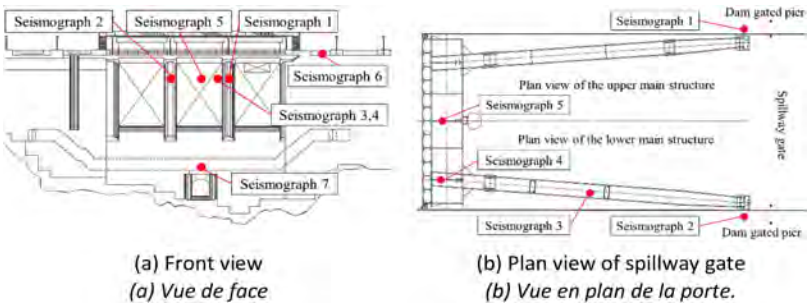 Seismograph 2
Seismograph 5
Seismograph 1
Seismograph 6
Seismograph 3,4
Seismograph 7
Seismograph 1
Dam gated pier
Plan view of the upper main structure
Seismograph 5
Plan view of the lower main structure
Spillway gate
Seismograph 4
Seismograph 3
Seismograph 2
Dam gated pier
(a) Front view
(a) Vue de face
(b) Plan view of spillway gate
(b) Vue en plan de la porte.